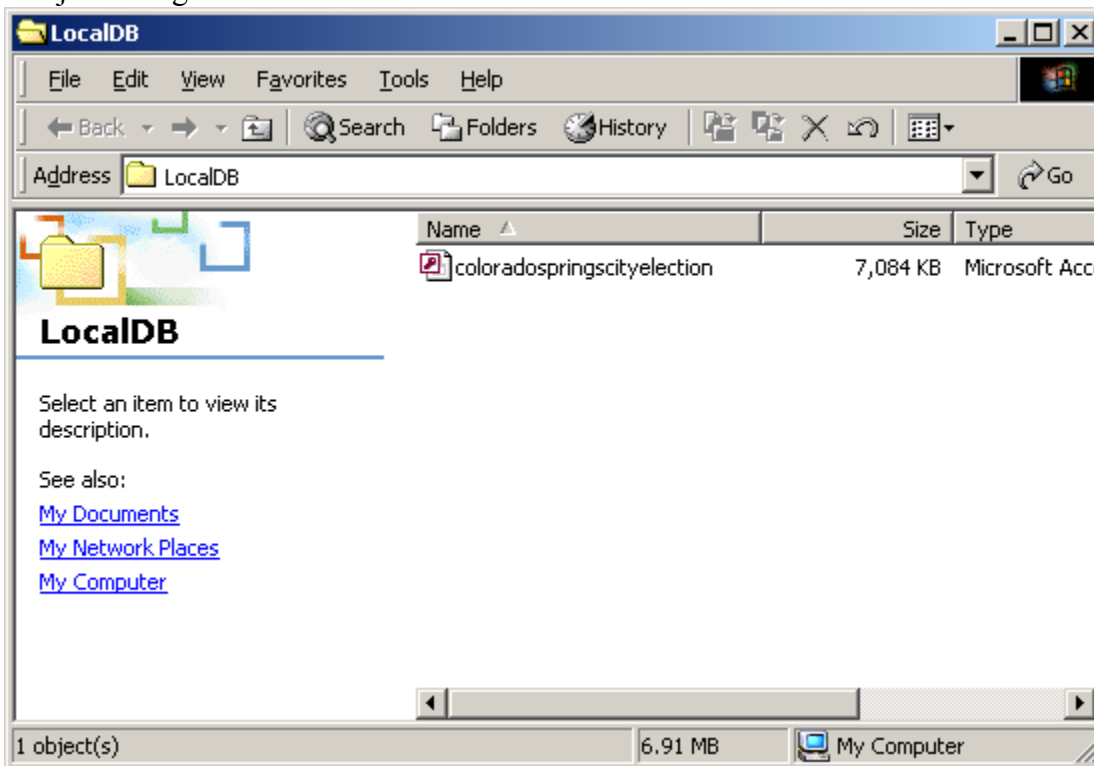 LocalDB
File Edit View Favorites Tools Help
Back Search Folders History
Address LocalDB Go
Name Size Type
coloradospringscityelection 7,084 KB Microsoft Acc
LocalDB
Select an item to view its
description.
See also:
My Documents
My Network Places
My Computer
1 object(s) 6.91 MB My Computer